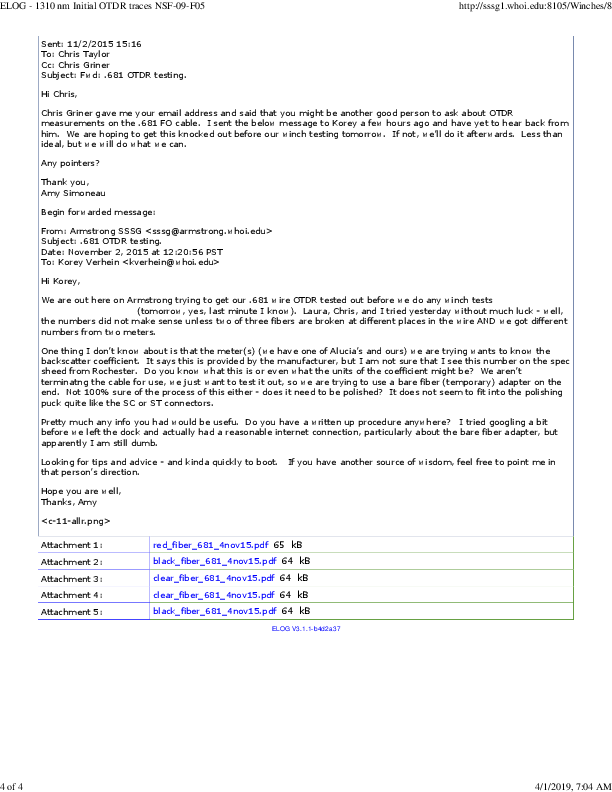 ELOG - 1310 nm Initial OTDR traces NSF-09-F05 http://sssg1.whoi.edu:8105/Winches/8
Sent: 11/2/2015 15:16
To: Chris Taylor
Cc: Chris Griner
Subject: Fwd: .681 OTDR testing.
Hi Chris,
Chris Griner gave me your email address and said that you might be another good person to ask about OTDR
measurements on the .681 FO cable. I sent the below message to Korey a few hours ago and have yet to hear back from
him. We are hoping to get this knocked out before our winch testing tomorrow. If not, we'll do it afterwards. Less than
ideal, but we will do what we can.
Any pointers?
Thank you,
Amy Simoneau
Begin forwarded message:
From: Armstrong SSSG <sssg@armstrong.whoi.edu>
Subject: .681 OTDR testing.
Date: November 2, 2015 at 12:20:56 PST
To: Korey Verhein <kverhein@whoi.edu>
Hi Korey,
We are out here on Armstrong trying to get our .681 wire OTDR tested out before we do any winch tests
(tomorrow, yes, last minute I know). Laura, Chris, and I tried yesterday without much luck - well,
the numbers did not make sense unless two of three fibers are broken at different places in the wire AND we got different
numbers from two meters.
One thing I don't know about is that the meter(s) (we have one of Alucia's and ours) we are trying wants to know the
backscatter coefficient. It says this is provided by the manufacturer, but I am not sure that I see this number on the spec
sheed from Rochester. Do you know what this is or even what the units of the coefficient might be? We aren't
terminatng the cable for use, we just want to test it out, so we are trying to use a bare fiber (temporary) adapter on the
end. Not 100% sure of the process of this either - does it need to be polished? It does not seem to fit into the polishing
puck quite like the SC or ST connectors.
Pretty much any info you had would be usefu. Do you have a written up procedure anywhere? I tried googling a bit
before we left the dock and actually had a reasonable internet connection, particularly about the bare fiber adapter, but
apparently I am still dumb.
Looking for tips and advice - and kinda quickly to boot. If you have another source of wisdom, feel free to point me in
that person's direction.
Hope you are well,
Thanks, Amy
<c-11-allr.png>
Attachment 1: red_fiber_681_4nov15.pdf 65 kB
Attachment 2: black_fiber_681_4nov15.pdf 64 kB
Attachment 3: clear_fiber_681_4nov15.pdf 64 kB
Attachment 4: clear_fiber_681_4nov15.pdf 64 kB
Attachment 5: black_fiber_681_4nov15.pdf 64 kB
ELOG V3.1.1-b4d2a37
4 of 4 4/1/2019, 7:04 AM